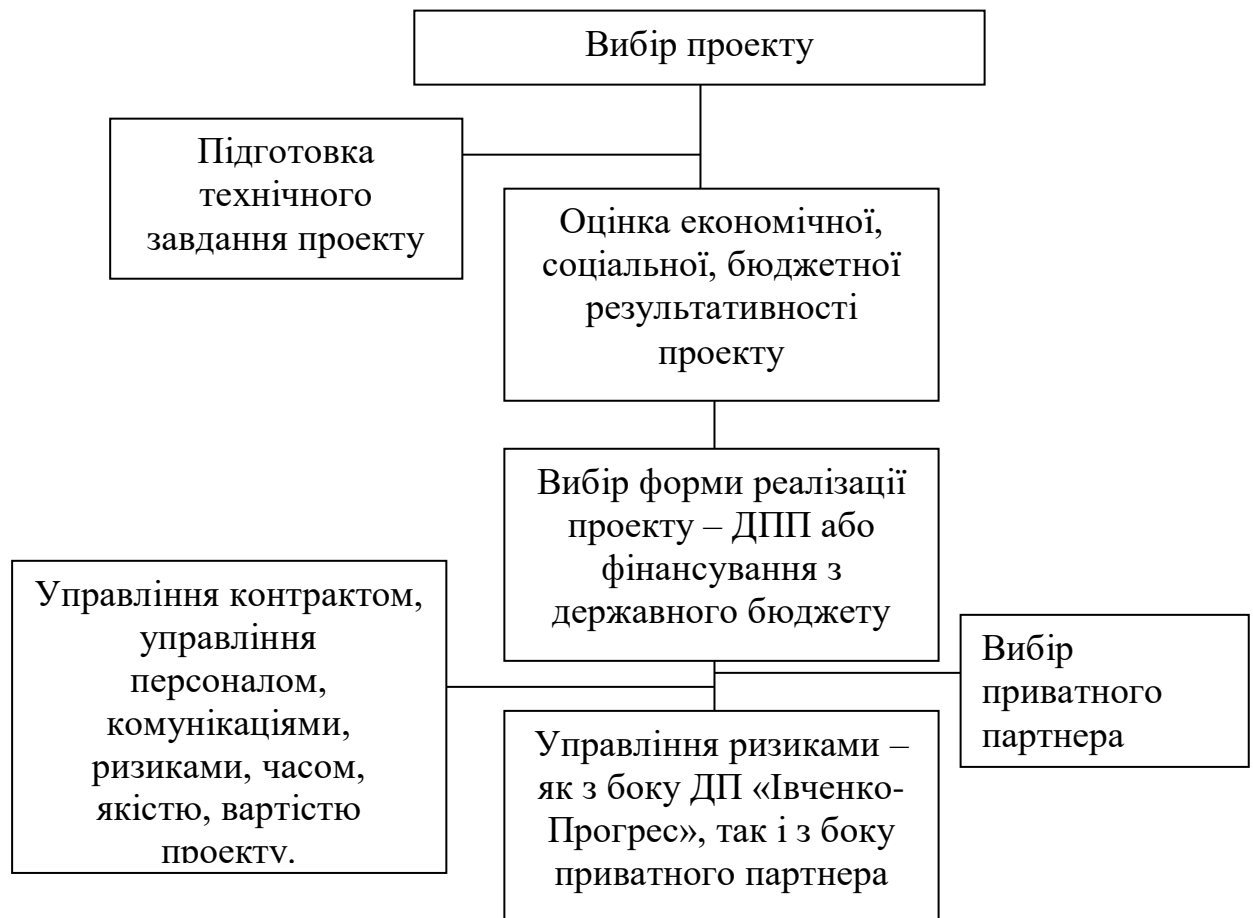 Вибір проекту
Підготовка
технічного
завдання проекту
Оцінка економічної,
соціальної, бюджетної
результативності
проекту
Вибір форми реалізації
проекту – ДПП або
фінансування з
державного бюджету
Управління контрактом,
управління
персоналом,
комунікаціями,
ризиками, часом,
якістю, вартістю
проекту.
Вибір
приватного
партнера
Управління ризиками –
як з боку ДП «Івченко-
Прогрес», так і з боку
приватного партнера